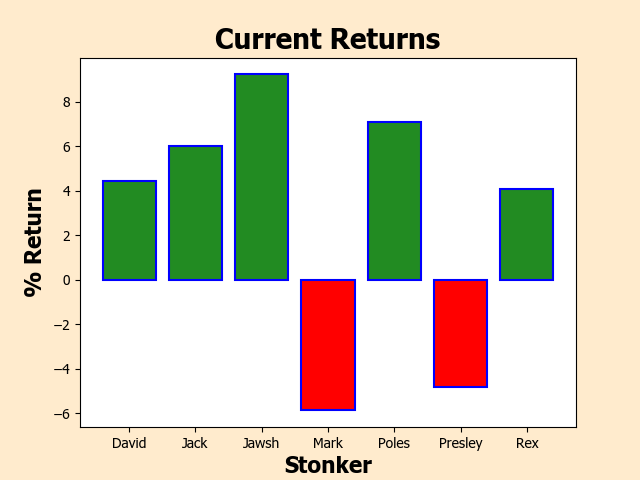 Current Returns
% Return
8
6
4
2
0
−2
−4
−6
David Jack Jawsh Mark Poles Presley Rex
Stonker